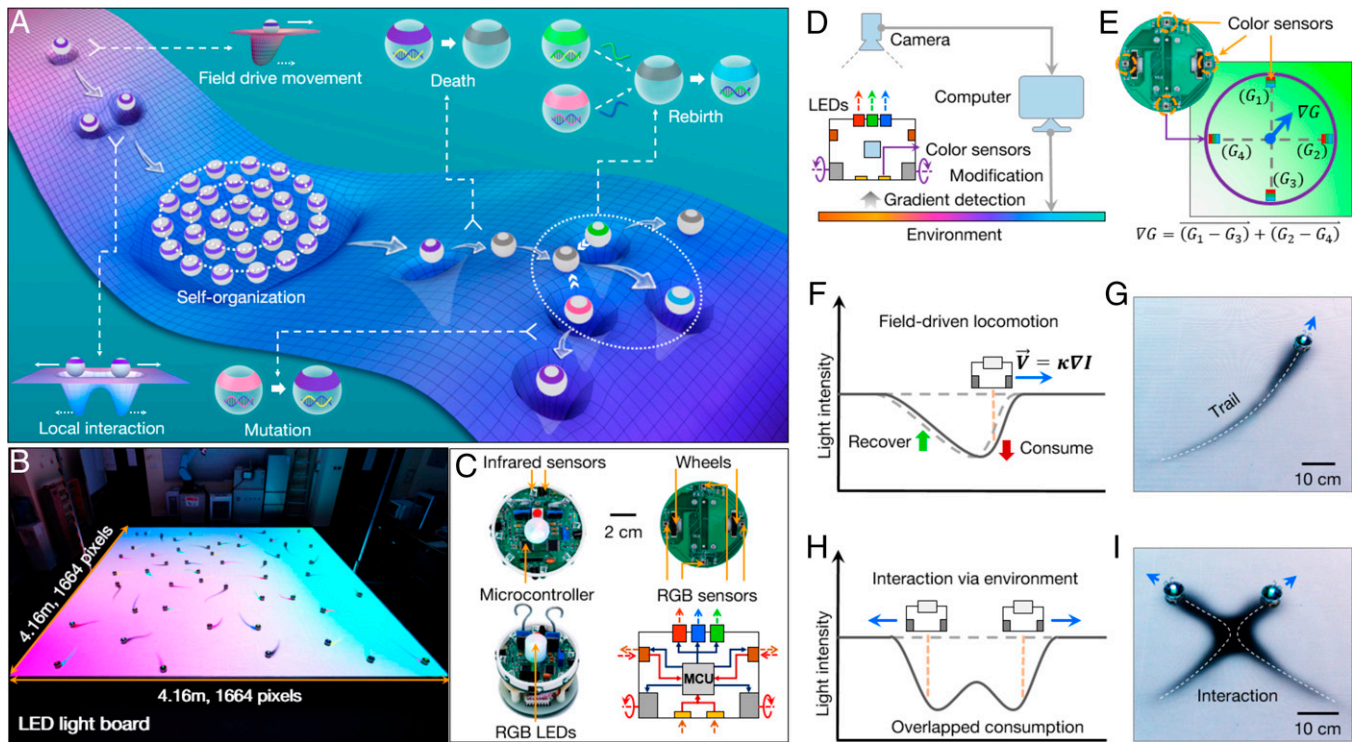 A
Field drive movement
Death
Rebirth
Self-organization
Local interaction
Mutation
B
4.16m, 1664 pixels
4.16m, 1664 pixels
LED light board
C
Infrared sensors
Wheels
2 cm
Microcontroller
RGB sensors
MCU
RGB LEDs
D
Camera
LEDs
Computer
Color sensors
Modification
Gradient detection
Environment
E
Color sensors
(G₁)
∇G
(G₄)
(G₂)
(G₃)
∇G = (G₁ − G₃) + (G₂ − G₄)
F
Field-driven locomotion
V = κ∇I
Light intensity
Recover
Consume
G
Trail
10 cm
H
Interaction via environment
Light intensity
Overlapped consumption
I
Interaction
10 cm